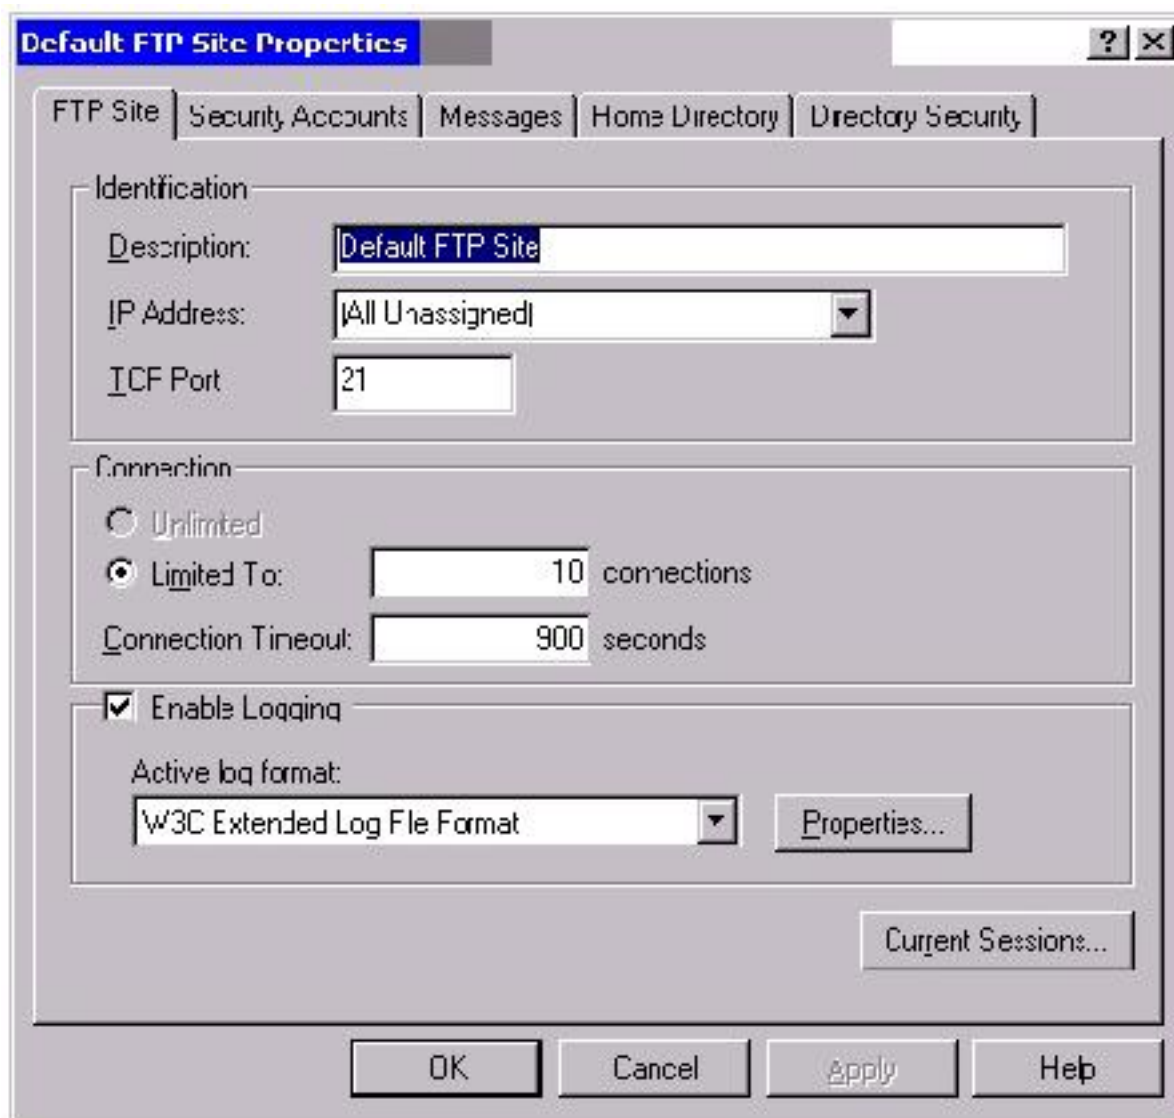 Default FTP Site Properties
FTP Site Security Accounts Messages Home Directory Directory Security
Identification
Description: Default FTP Site
IP Address: (All Unassigned)
TCP Port 21
Connection
Unlimited
Limited To: 10 connections
Connection Timeout: 900 seconds
Enable Logging
Active log format:
W3C Extended Log File Format Properties...
Current Sessions...
OK Cancel Apply Help